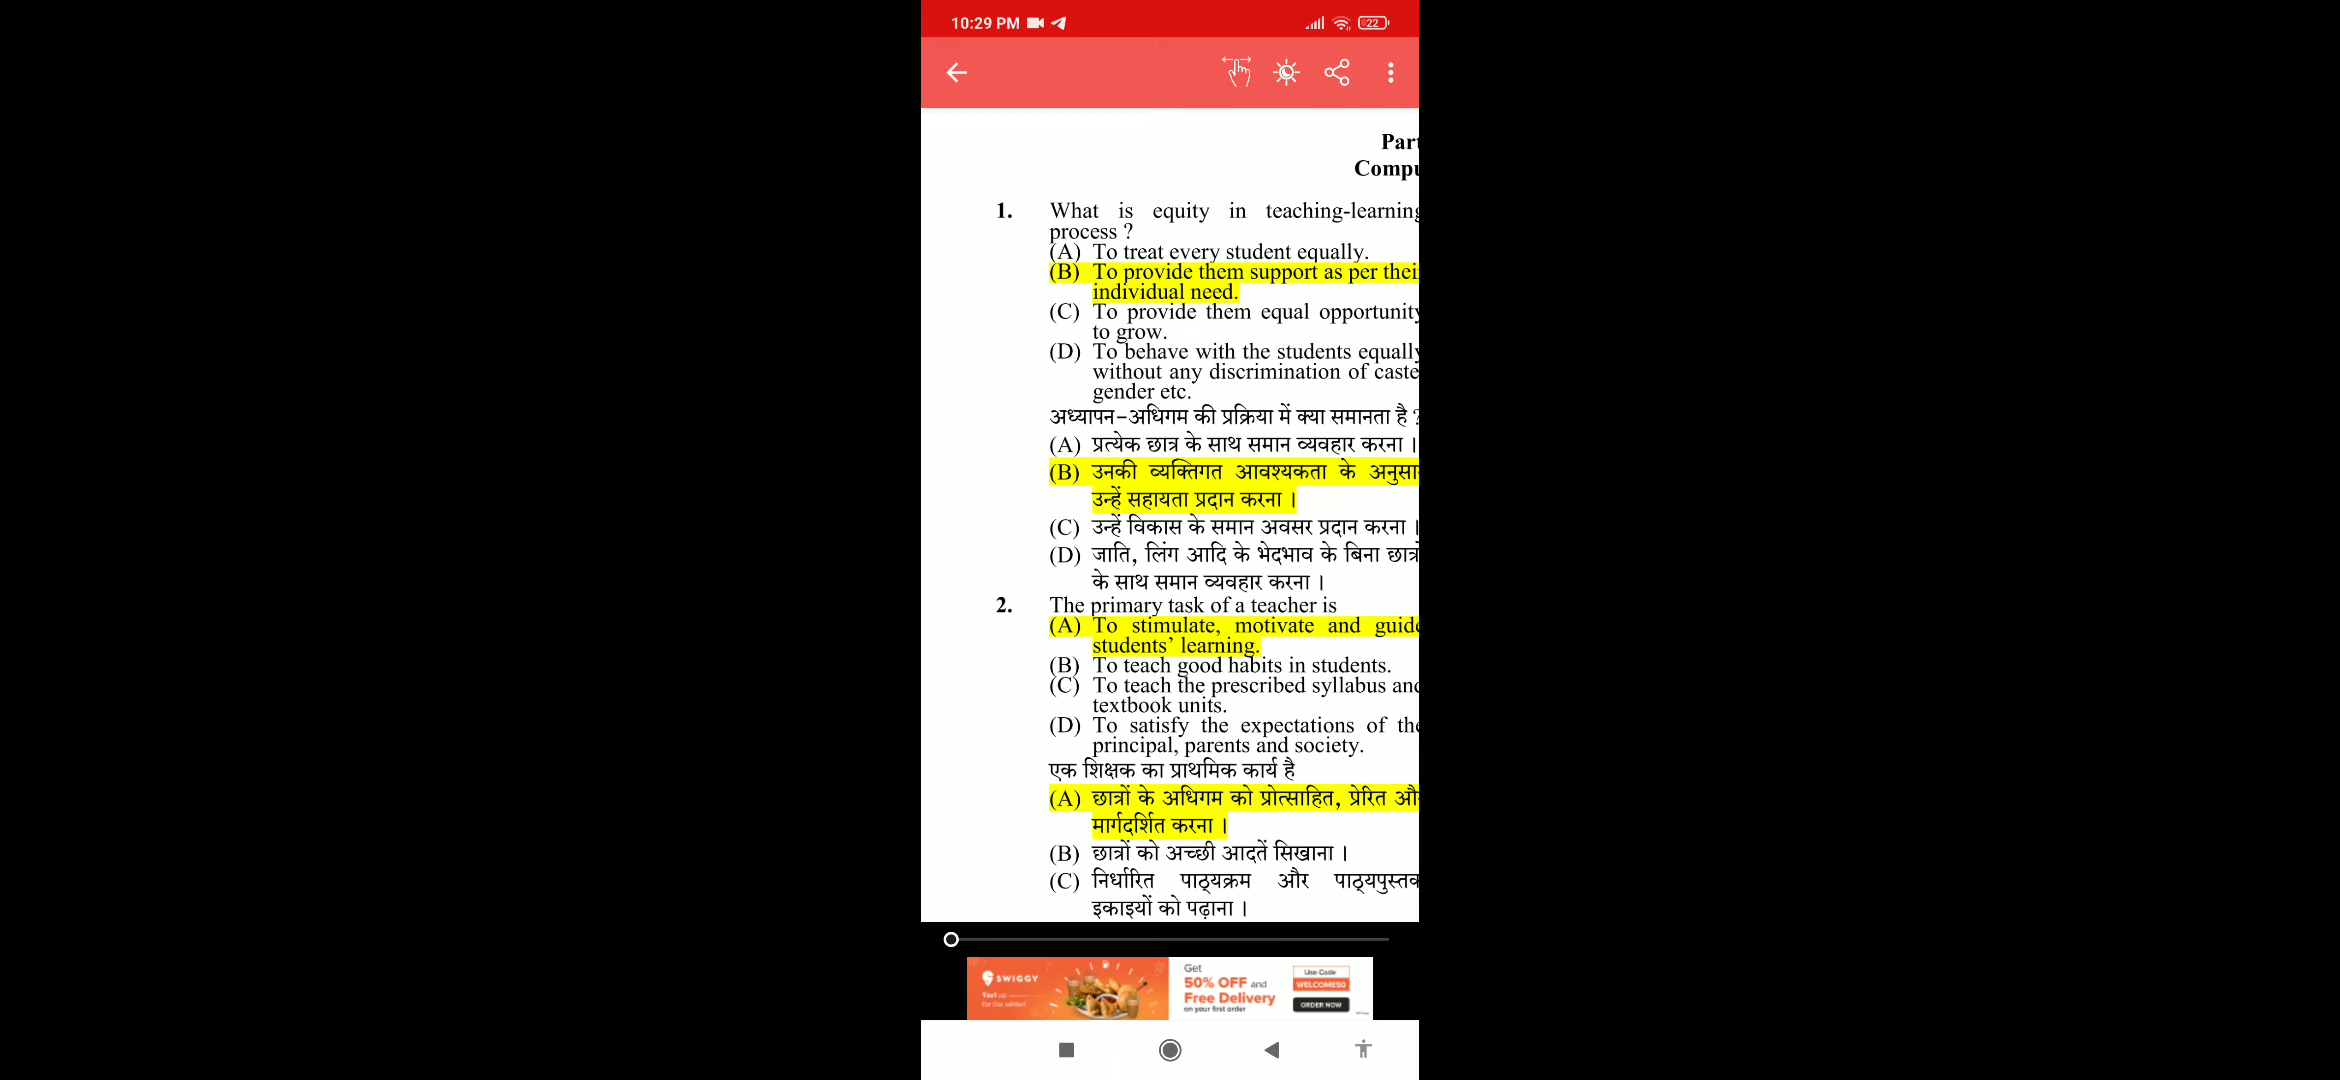 10:29 PM
22
Part
Compu
1. What is equity in teaching-learning
process ?
(A) To treat every student equally.
(B) To provide them support as per thei
individual need.
(C) To provide them equal opportunity
to grow.
(D) To behave with the students equally
without any discrimination of caste
gender etc.
अध्यापन-अधिगम की प्रक्रिया में क्या समानता है ?
(A) प्रत्येक छात्र के साथ समान व्यवहार करना ।
(B) उनकी व्यक्तिगत आवश्यकता के
उन्हें सहायता प्रदान करना ।
(C) उन्हें विकास के समान अवसर प्रदान करना ।
(D) जाति, लिंग आदि के भेदभाव के बिना
के साथ समान व्यवहार करना ।
2. The primary task of a teacher is
(A) To stimulate, motivate and guide
students’ learning.
(B) To teach good habits in students.
(C) To teach the prescribed syllabus and
textbook units.
(D) To satisfy the expectations of the
principal, parents and society.
एक शिक्षक का प्राथमिक कार्य है
(A) छात्रों के अधिगम को प्रोत्साहित, प्रेरित
मार्गदर्शित करना ।
(B) छात्रों को अच्छी आदतें सिखाना ।
(C) निर्धारित पाठ्यक्रम और पाठ्यपुस्तक
इकाइयों को पढ़ाना ।
SWIGGY
for the winter!
Get
50% OFF and
Free Delivery
on your first order
Use Code
WELCOME50
ORDER NOW